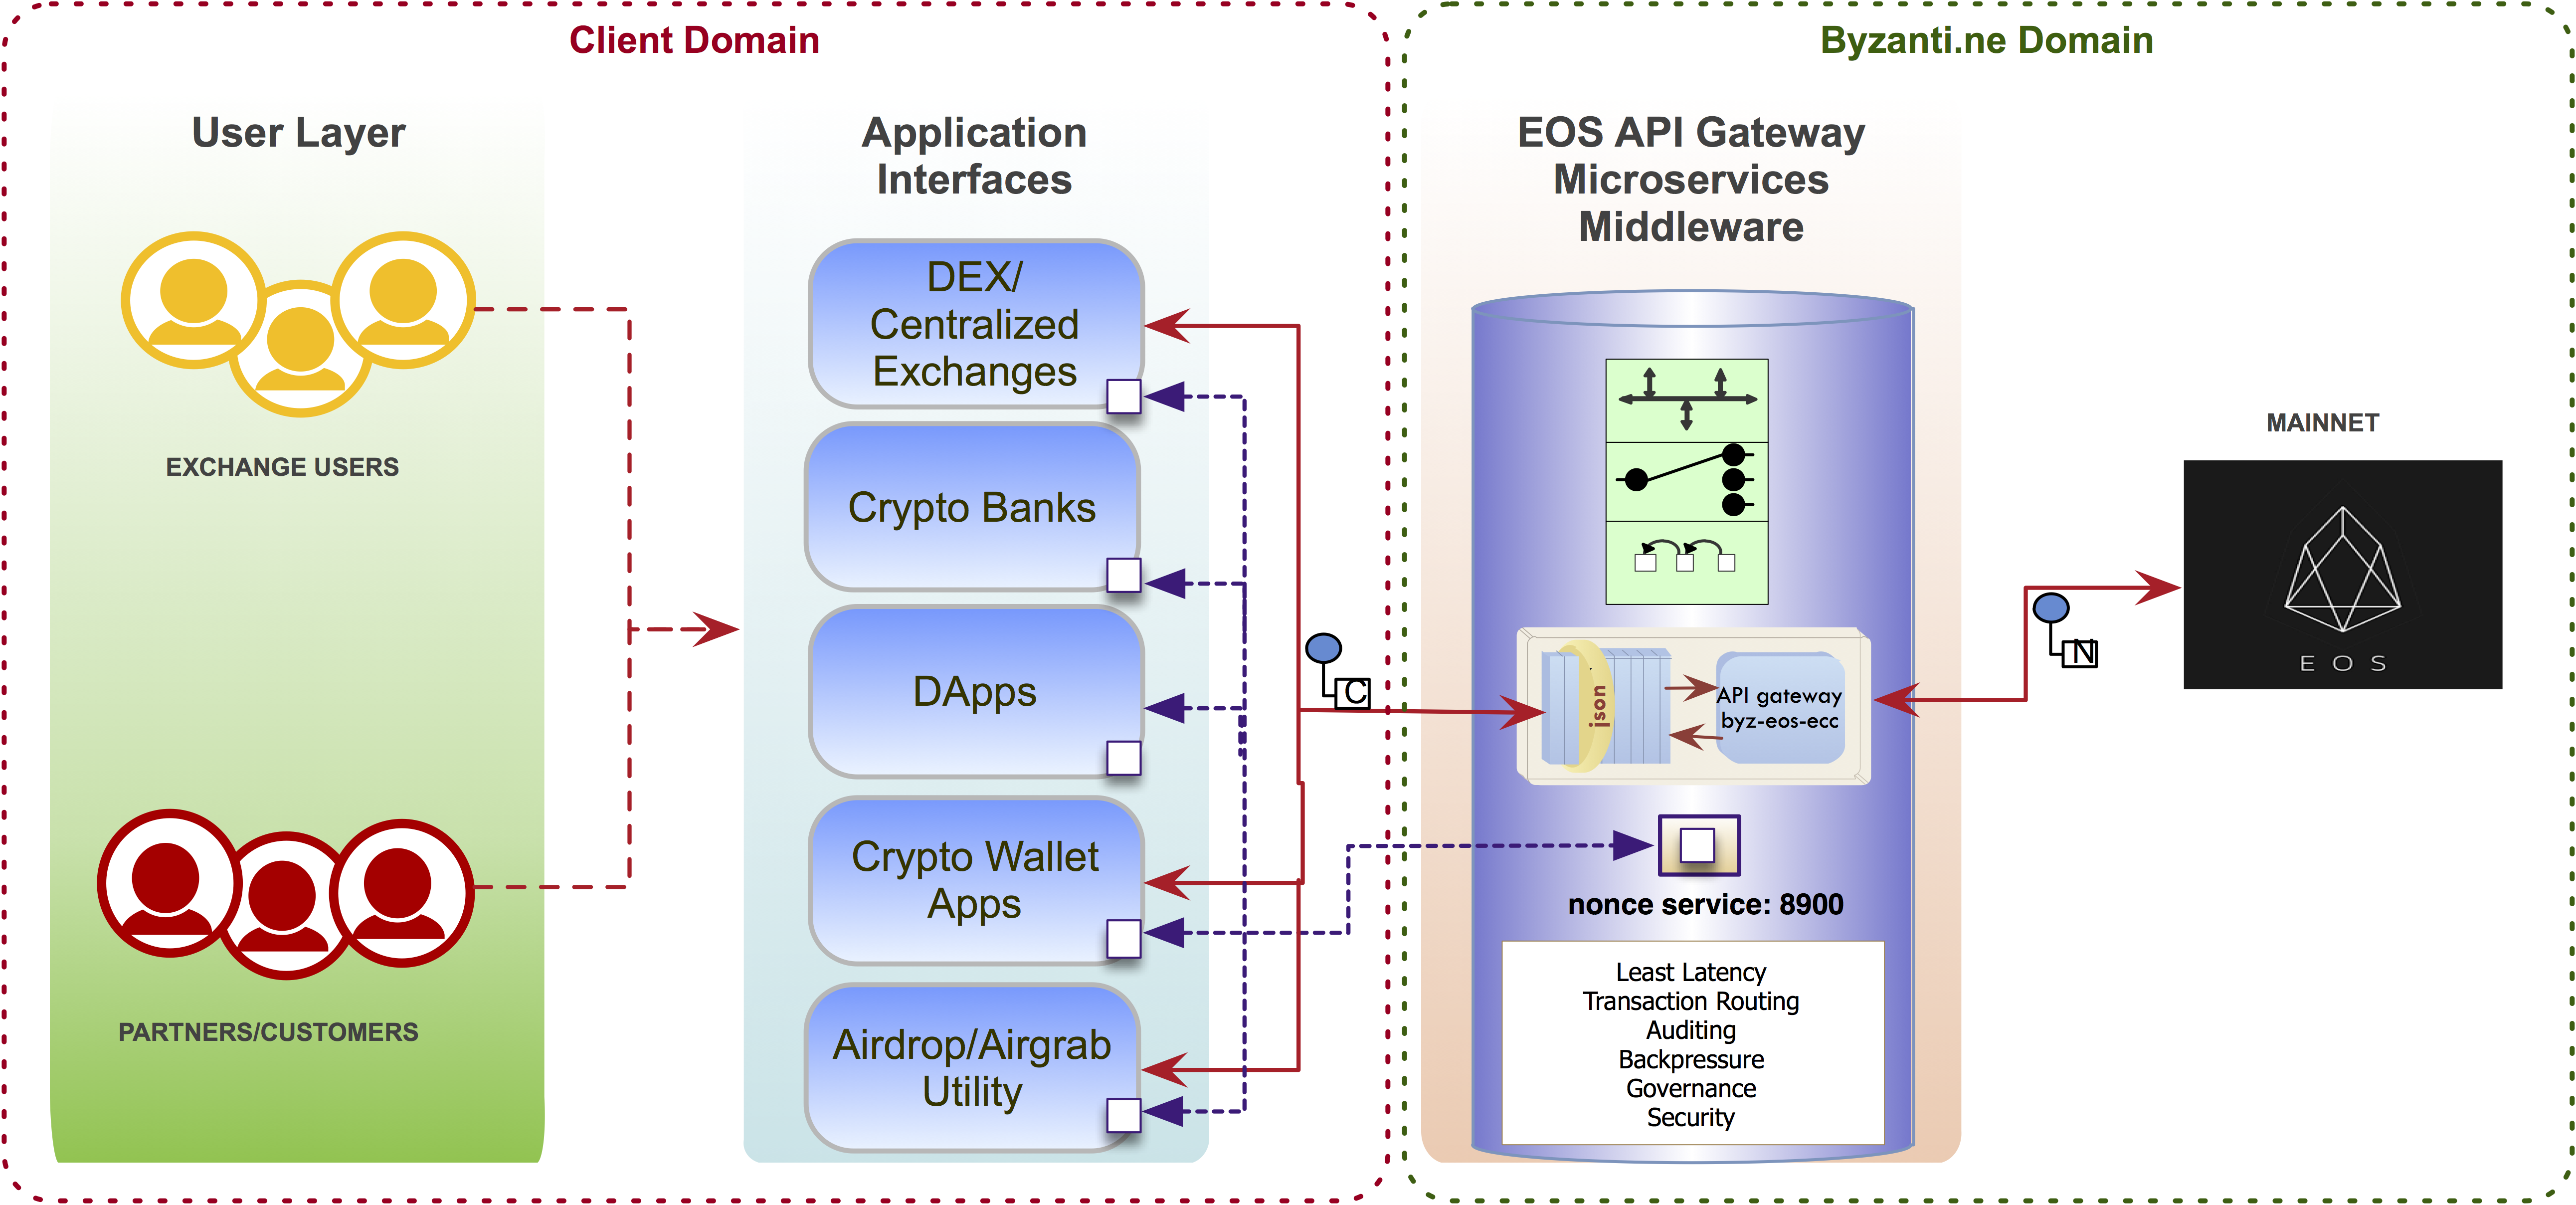 Client Domain
Byzanti.ne Domain
User Layer
EXCHANGE USERS
PARTNERS/CUSTOMERS
Application
Interfaces
DEX/
Centralized
Exchanges
Crypto Banks
DApps
Crypto Wallet
Apps
Airdrop/Airgrab
Utility
C
EOS API Gateway
Microservices
Middleware
json
API gateway
byz-eos-ecc
nonce service: 8900
Least Latency
Transaction Routing
Auditing
Backpressure
Governance
Security
N
MAINNET
EOS